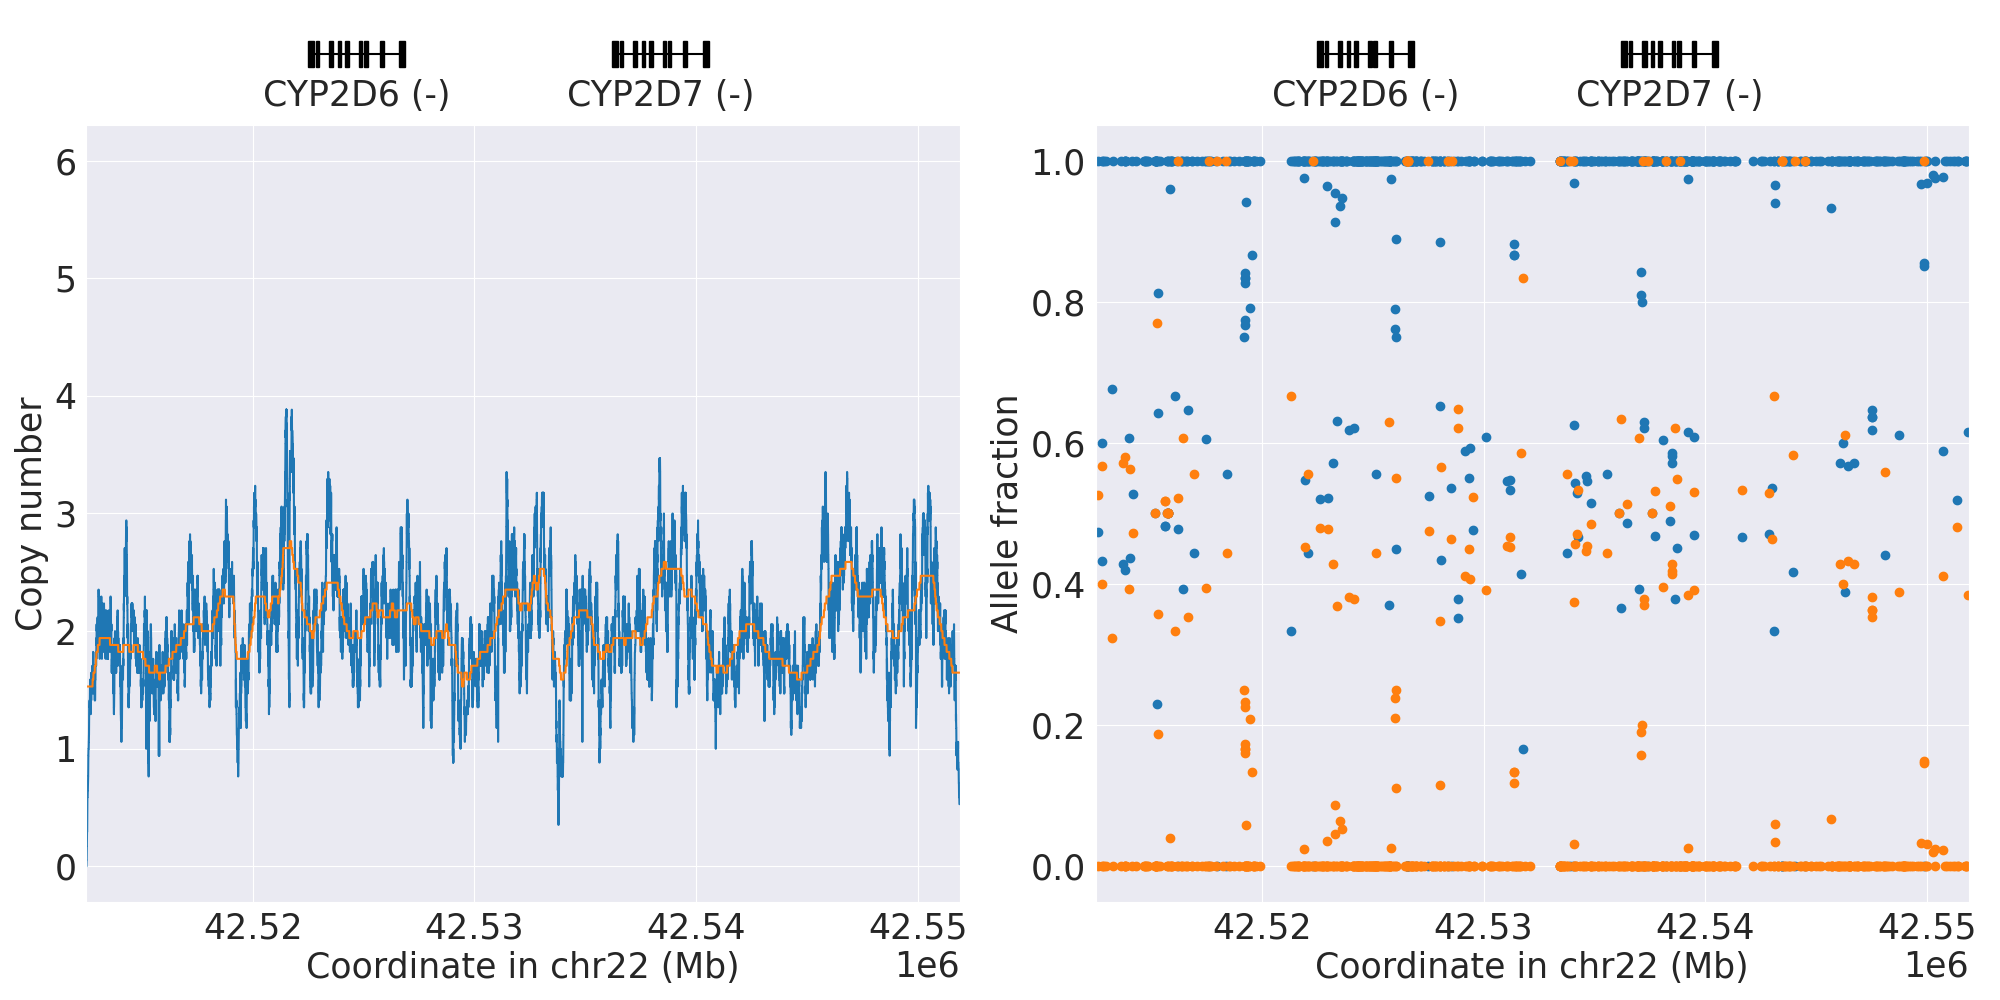 CYP2D6 (-) CYP2D7 (-)
6
5
4
3
2
1
0
Copy number
42.52 42.53 42.54 42.55
Coordinate in chr22 (Mb)
1e6
CYP2D6 (-) CYP2D7 (-)
1.0
0.8
0.6
0.4
0.2
0.0
Allele fraction
42.52 42.53 42.54 42.55
Coordinate in chr22 (Mb)
1e6